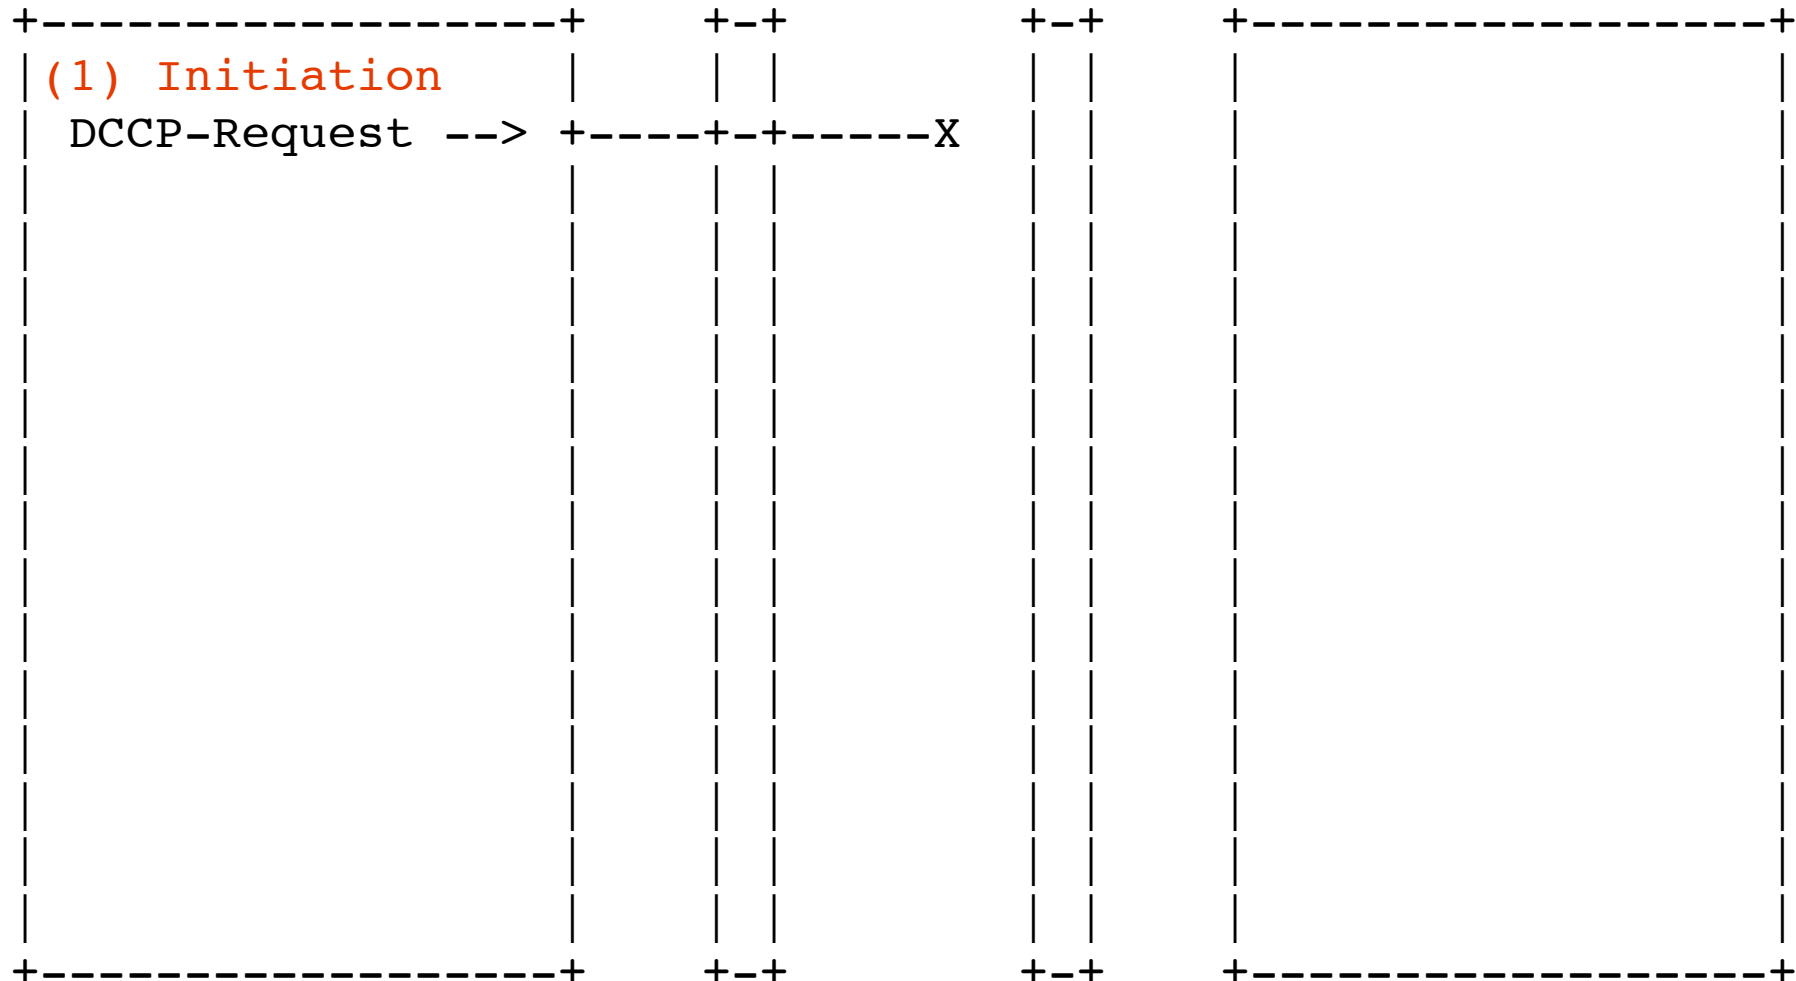 +------------------+    +-+        +-+    +------------------+
|(1) Initiation    |    | |        | |    |                  |
| DCCP-Request --> +----+-+-----X  | |    |                  |
|                  |    | |        | |    |                  |
|                  |    | |        | |    |                  |
|                  |    | |        | |    |                  |
|                  |    | |        | |    |                  |
|                  |    | |        | |    |                  |
|                  |    | |        | |    |                  |
|                  |    | |        | |    |                  |
|                  |    | |        | |    |                  |
|                  |    | |        | |    |                  |
|                  |    | |        | |    |                  |
|                  |    | |        | |    |                  |
|                  |    | |        | |    |                  |
|                  |    | |        | |    |                  |
|                  |    | |        | |    |                  |
+------------------+    +-+        +-+    +------------------+